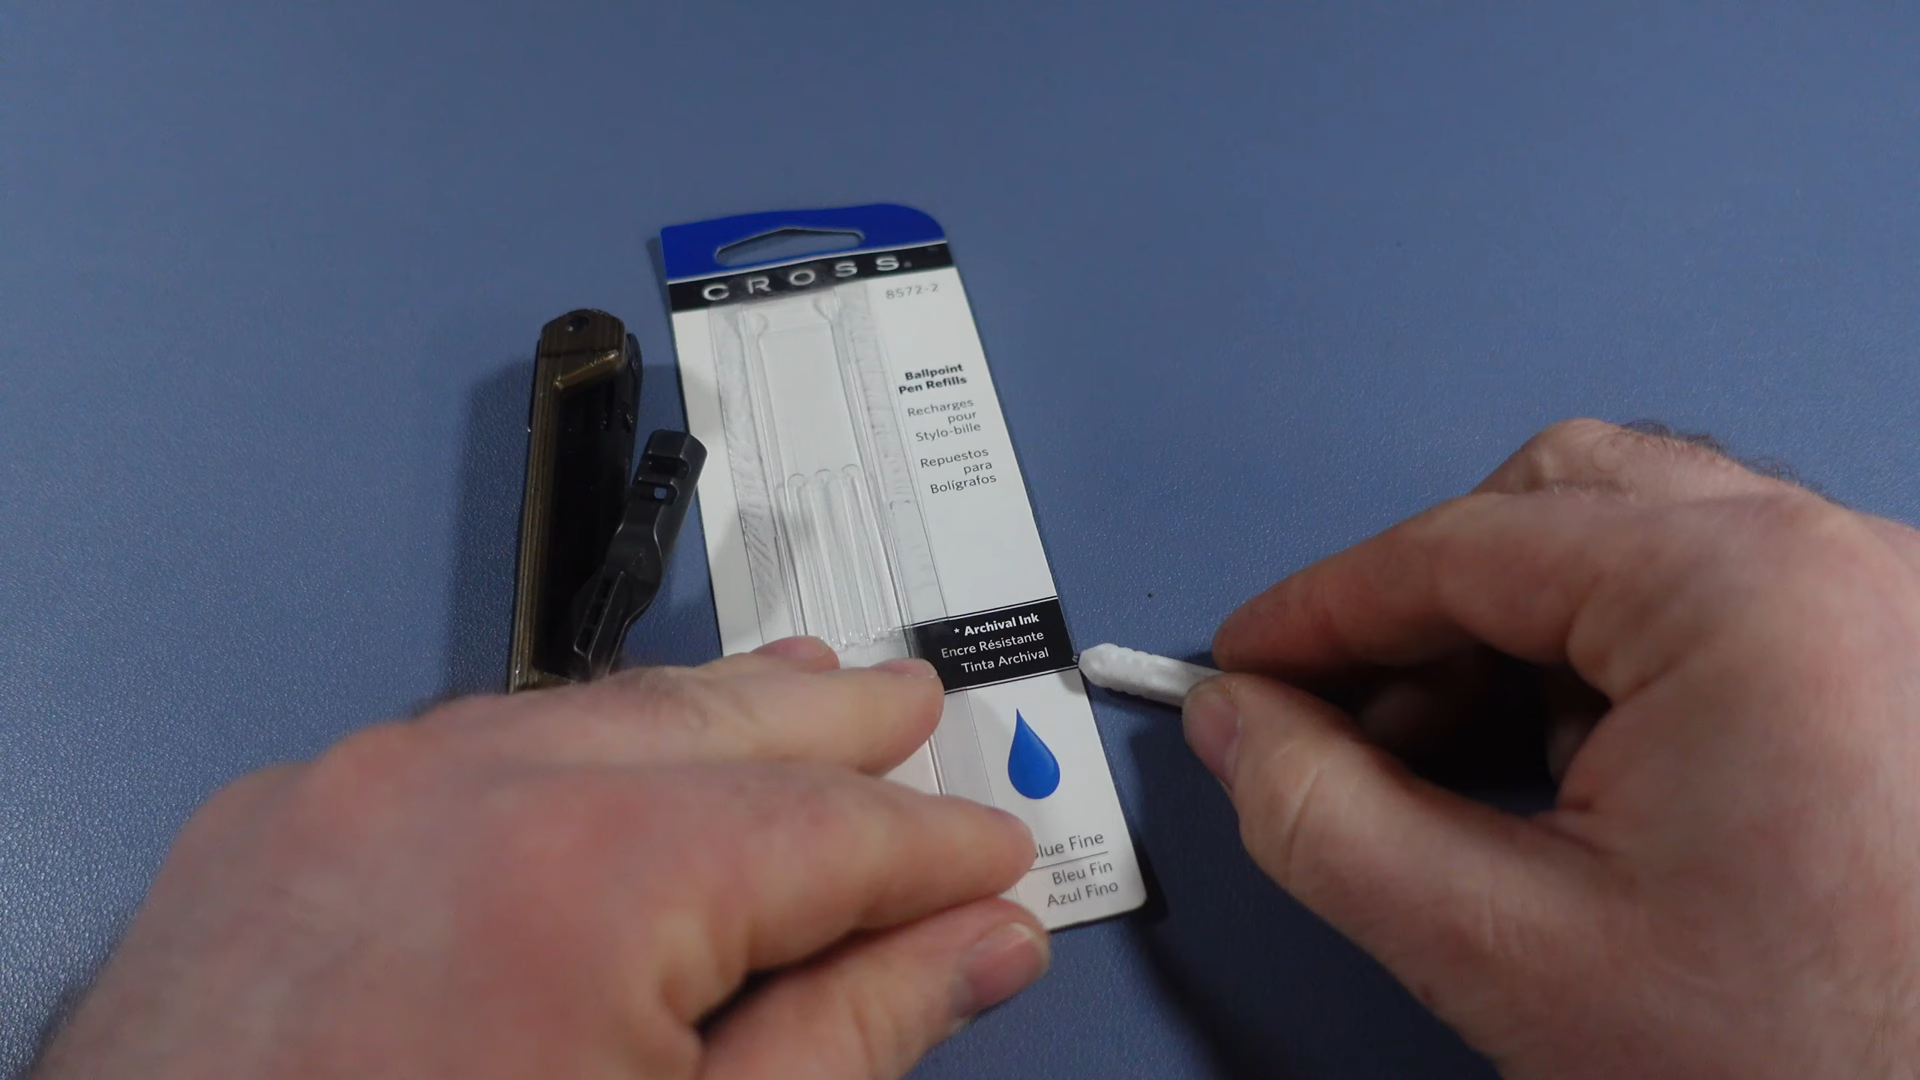 CROSS
8572-2
Ballpoint
Pen Refills
Recharges
pour
Stylo-bille
Repuestos
para
Bolígrafos
* Archival Ink
Encre Résistante
Tinta Archival
lue Fine
Bleu Fin
Azul Fino